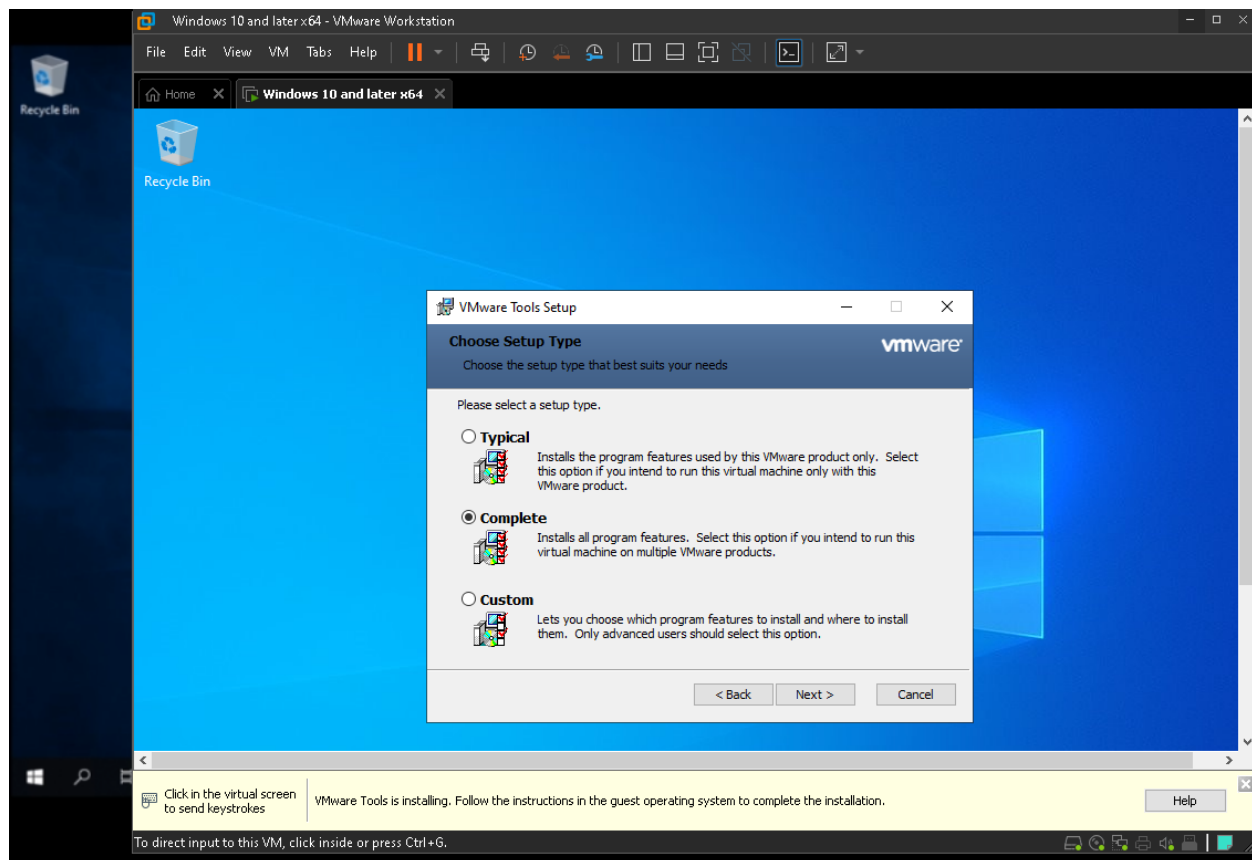 Windows 10 and later x64 - VMware Workstation
File Edit View VM Tabs Help
Home
Windows 10 and later x64
Recycle Bin
Recycle Bin
VMware Tools Setup
Choose Setup Type
vmware
Choose the setup type that best suits your needs
Please select a setup type.
Typical
Installs the program features used by this VMware product only. Select
this option if you intend to run this virtual machine only with this
VMware product.
Complete
Installs all program features. Select this option if you intend to run this
virtual machine on multiple VMware products.
Custom
Lets you choose which program features to install and where to install
them. Only advanced users should select this option.
< Back
Next >
Cancel
Click in the virtual screen
to send keystrokes
VMware Tools is installing. Follow the instructions in the guest operating system to complete the installation.
Help
To direct input to this VM, click inside or press Ctrl+G.